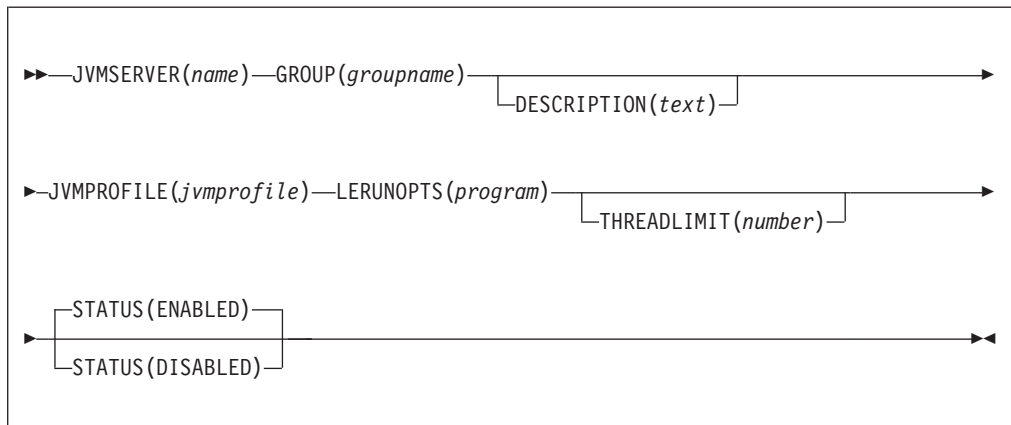 JVMSERVER(name) GROUP(groupname)
DESCRIPTION(text)
JVMPROFILE(jvmprofile) LERUNOPTS(program)
THREADLIMIT(number)
STATUS(ENABLED)
STATUS(DISABLED)